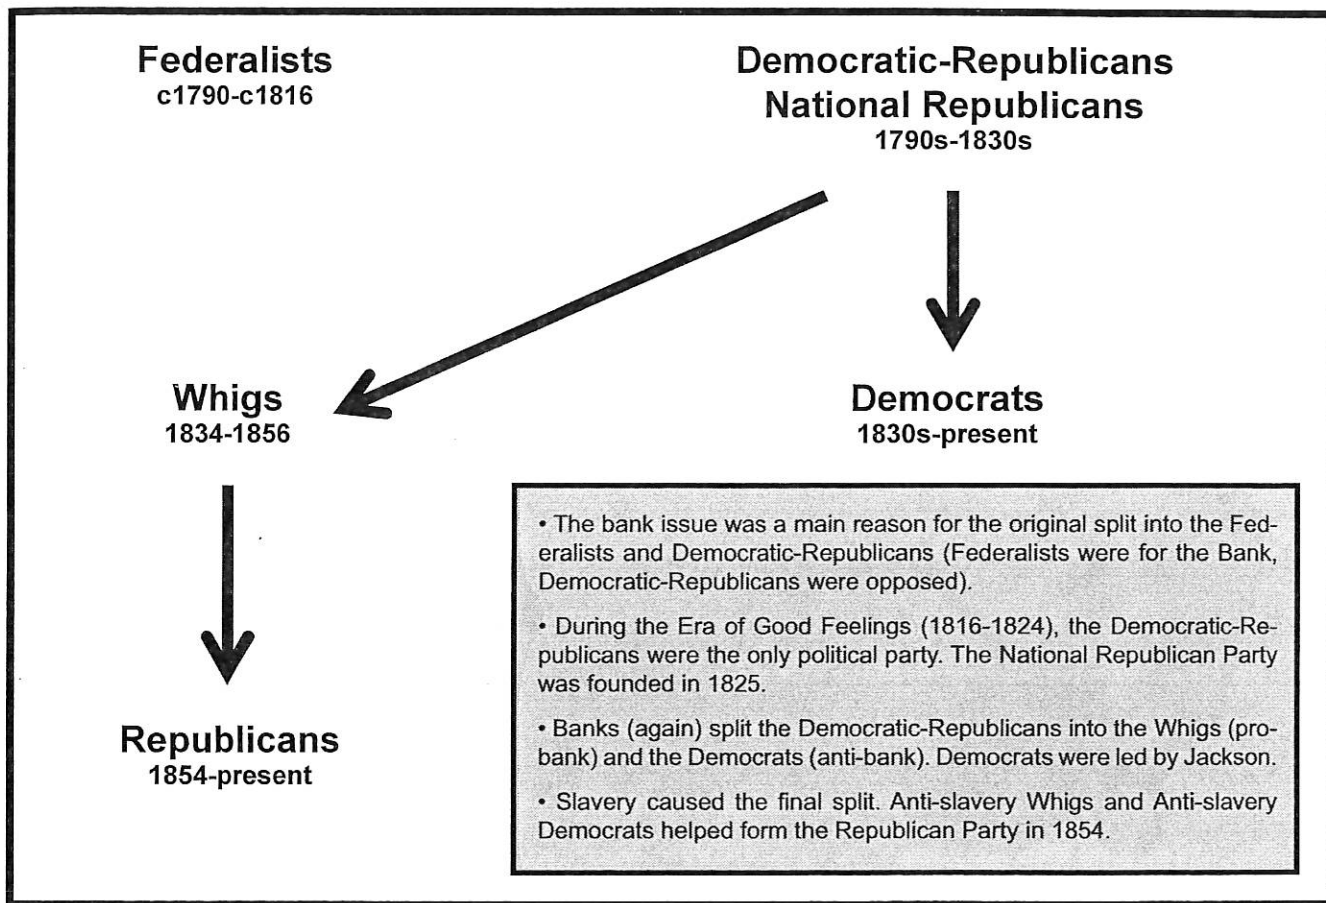 Federalists
c1790-c1816
Democratic-Republicans
National Republicans
1790s-1830s
Whigs
1834-1856
Democrats
1830s-present
Republicans
1854-present
• The bank issue was a main reason for the original split into the Fed-
eralists and Democratic-Republicans (Federalists were for the Bank,
Democratic-Republicans were opposed).
• During the Era of Good Feelings (1816-1824), the Democratic-Re-
publicans were the only political party. The National Republican Party
was founded in 1825.
• Banks (again) split the Democratic-Republicans into the Whigs (pro-
bank) and the Democrats (anti-bank). Democrats were led by Jackson.
• Slavery caused the final split. Anti-slavery Whigs and Anti-slavery
Democrats helped form the Republican Party in 1854.